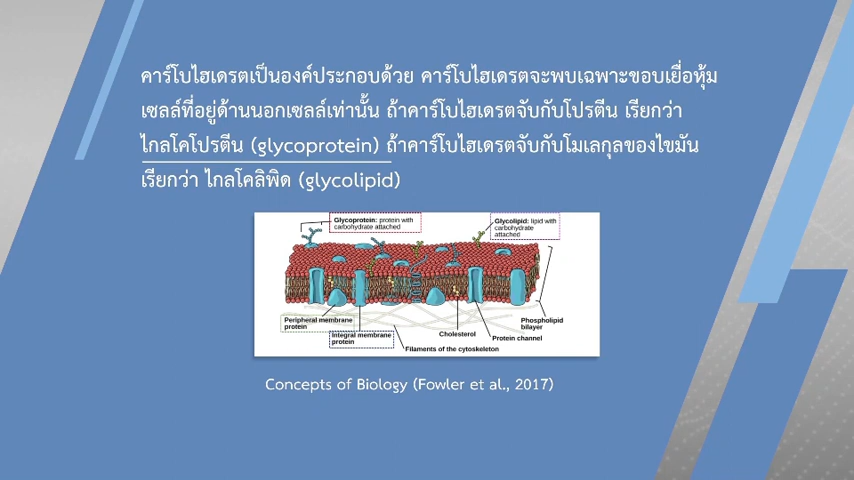 คาร์โบไฮเดรตเป็นองค์ประกอบด้วย คาร์โบไฮเดรตจะพบเฉพาะขอบเยื่อหุ้ม
เซลล์ที่อยู่ด้านนอกเซลล์เท่านั้น ถ้าคาร์โบไฮเดรตจับกับโปรตีน เรียกว่า
ไกลโคโปรตีน (glycoprotein) ถ้าคาร์โบไฮเดรตจับกับโมเลกุลของไขมัน
เรียกว่า ไกลโคลิพิด (glycolipid)
Glycoprotein: protein with
carbohydrate attached
Glycolipid: lipid with
carbohydrate
attached
Peripheral membrane
protein
Integral membrane
protein
Filaments of the cytoskeleton
Cholesterol
Protein channel
Phospholipid
bilayer
Concepts of Biology (Fowler et al., 2017)